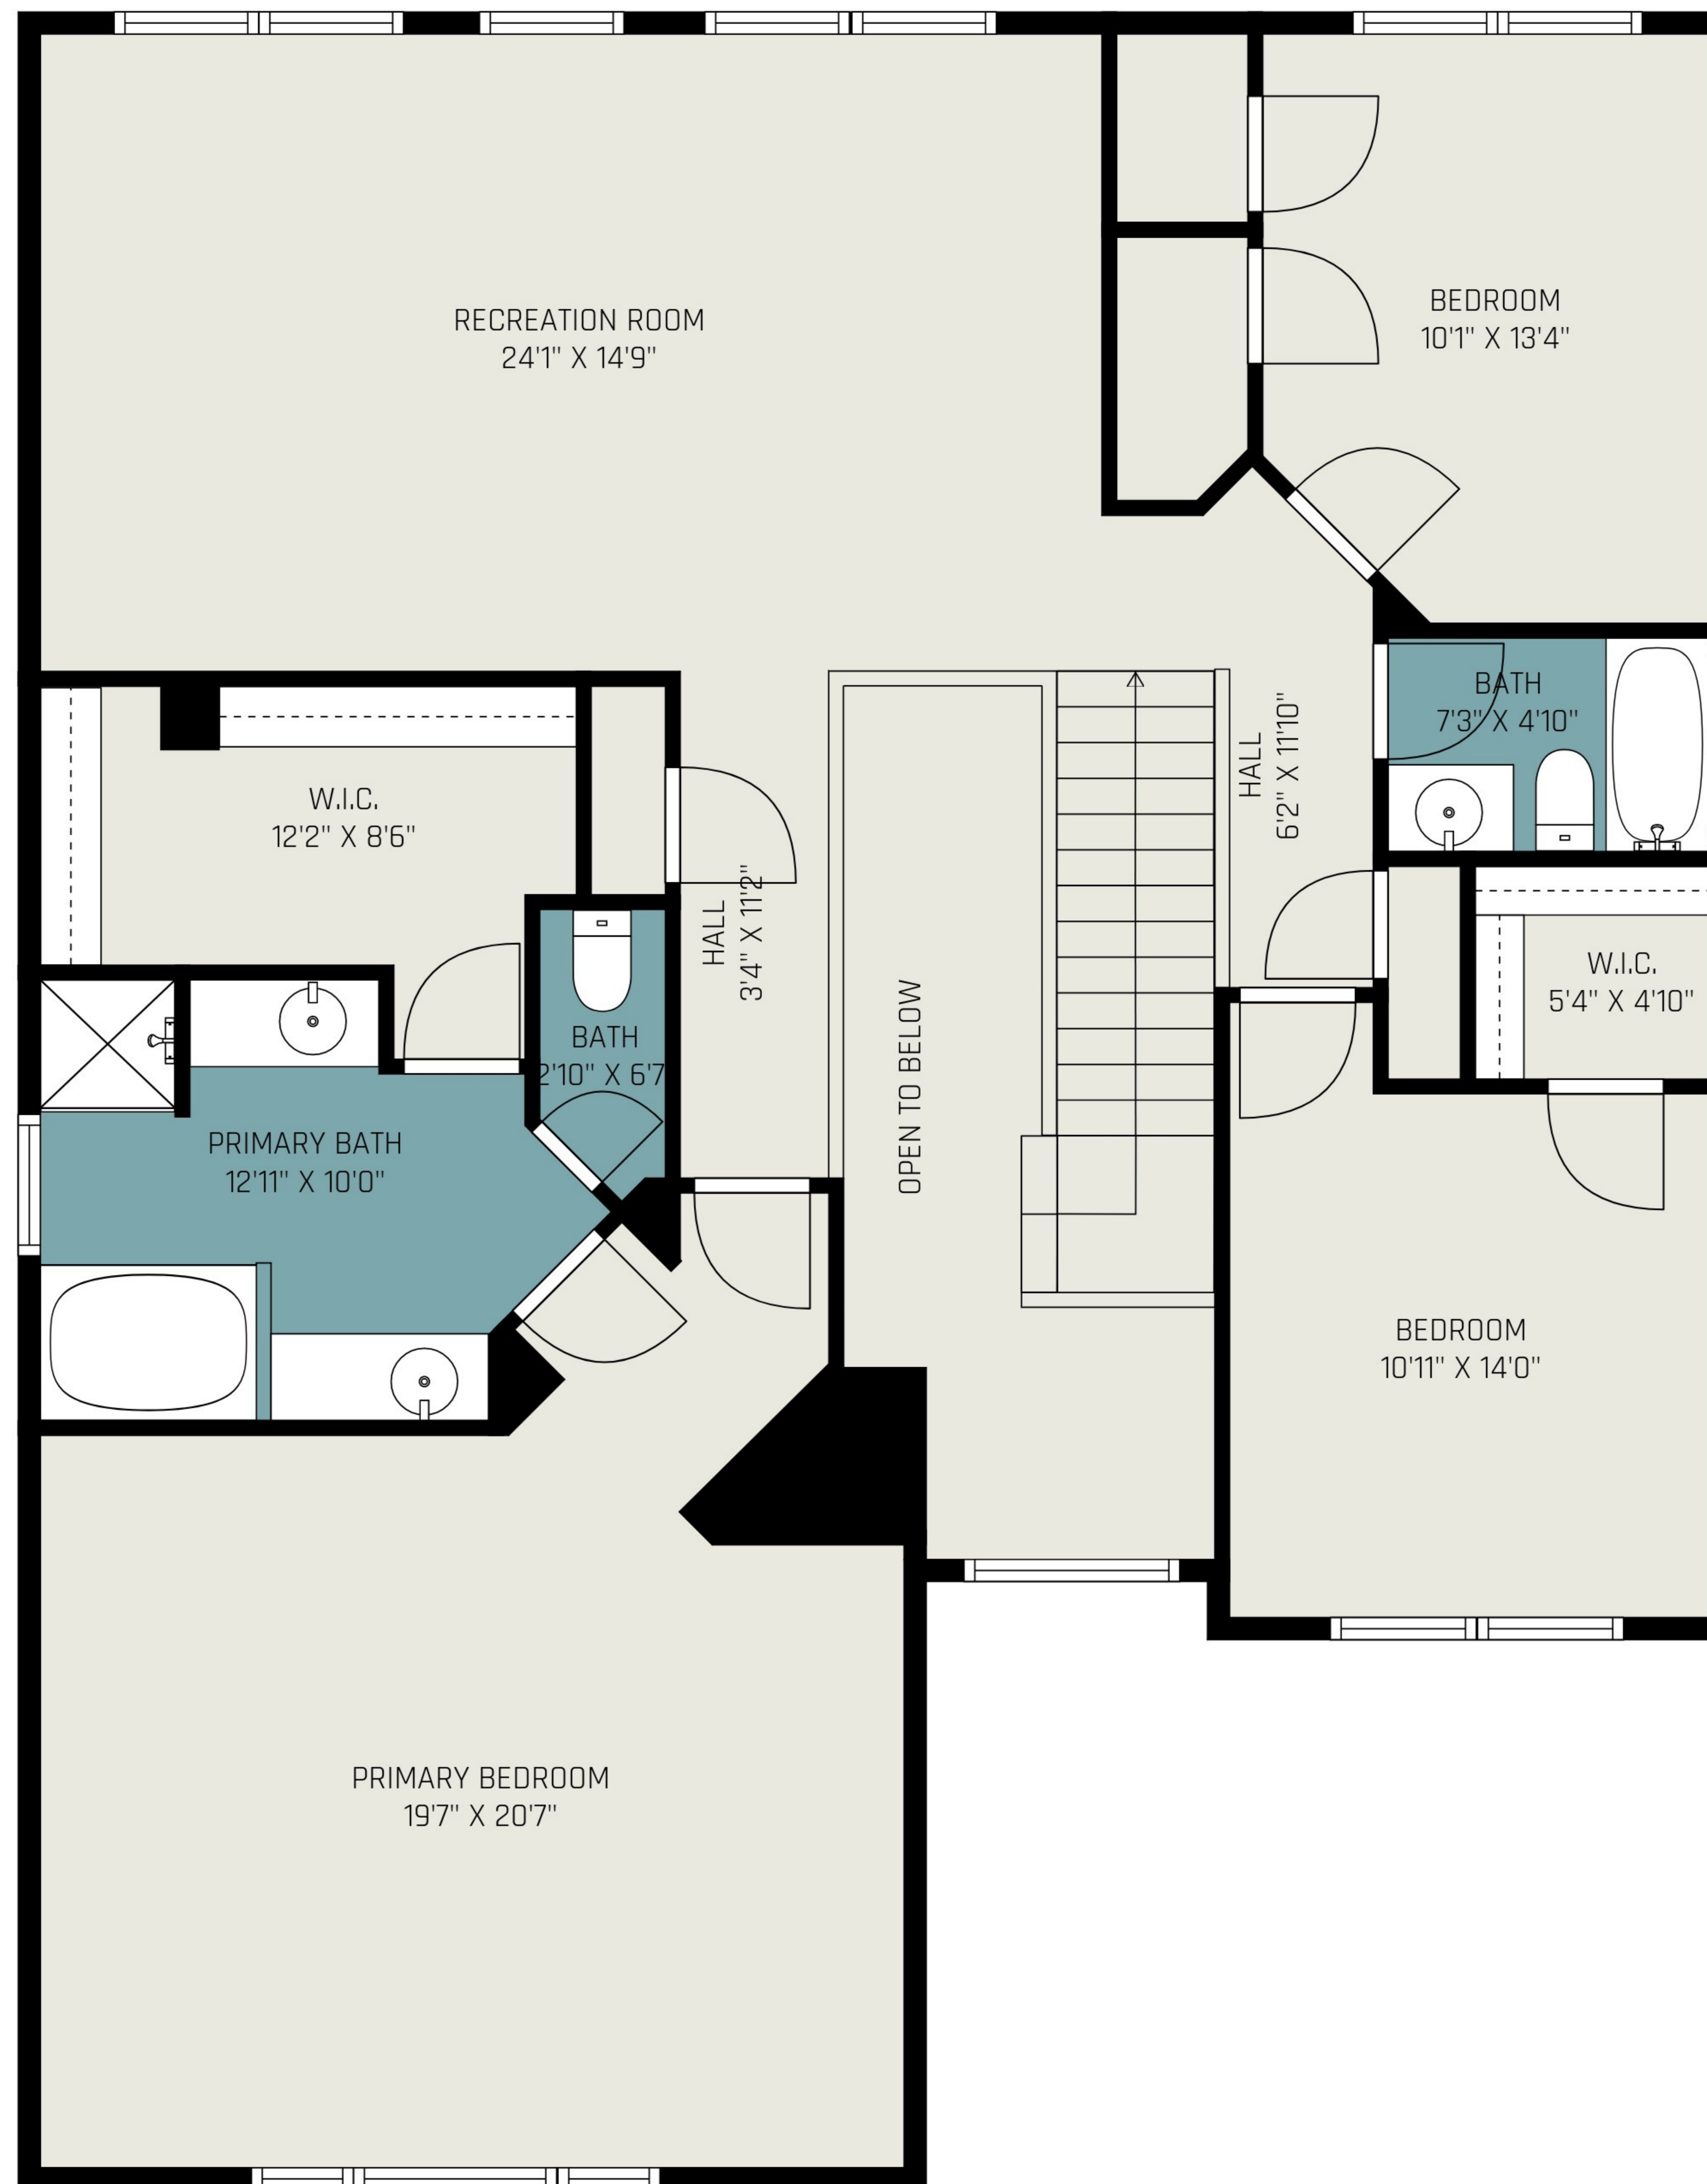 RECREATION ROOM
24'1" X 14'9"
BEDROOM
10'1" X 13'4"
BATH
7'3" X 4'10"
HALL
6'2" X 11'10"
W.I.C.
12'2" X 8'6"
HALL
3'4" X 11'2"
W.I.C.
5'4" X 4'10"
OPEN TO BELOW
BATH
2'10" X 6'7
PRIMARY BATH
12'11" X 10'0"
BEDROOM
10'11" X 14'0"
PRIMARY BEDROOM
19'7" X 20'7"